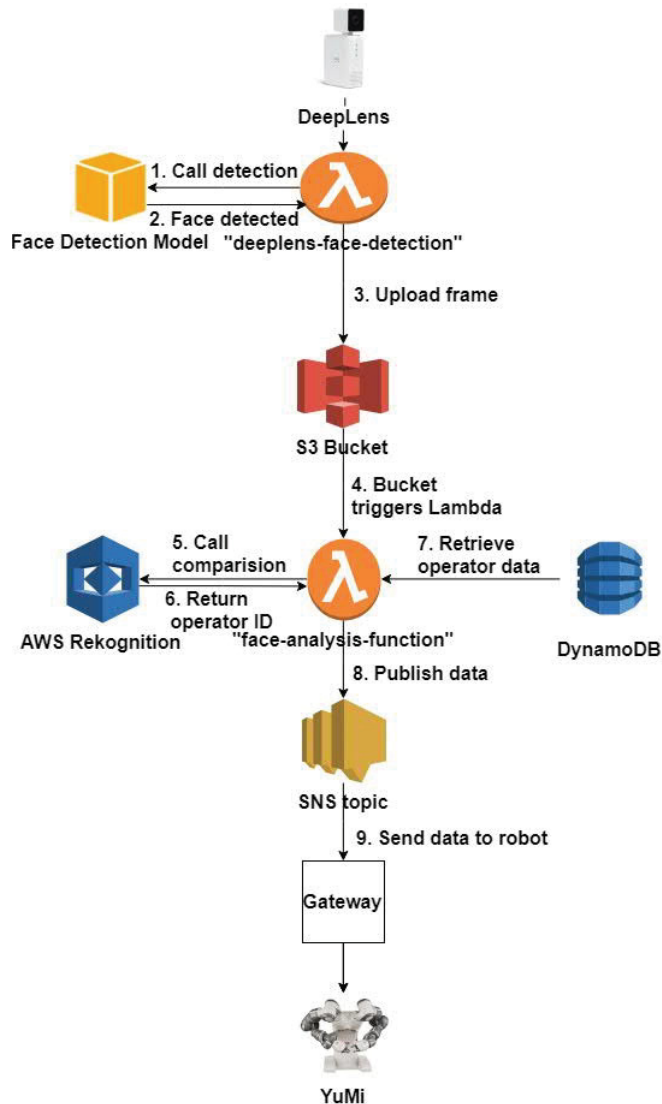 DeepLens
1. Call detection
2. Face detected
Face Detection Model
"deeplens-face-detection"
3. Upload frame
S3 Bucket
4. Bucket
triggers Lambda
5. Call
comparision
6. Return
operator ID
7. Retrieve
operator data
AWS Rekognition
"face-analysis-function"
DynamoDB
8. Publish data
SNS topic
9. Send data to robot
Gateway
YuMi